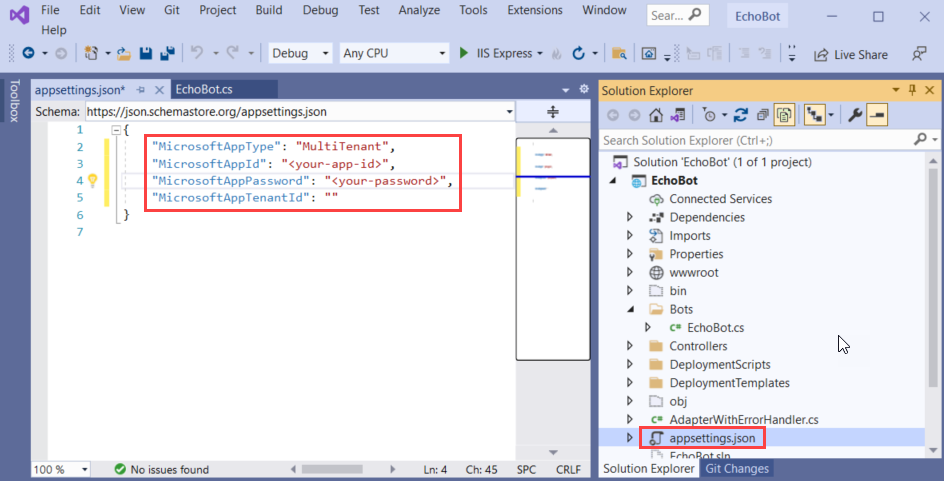 File Edit View Git Project Build Debug Test Analyze Tools Extensions Window Sear... EchoBot
Help
Debug Any CPU IIS Express Live Share
Toolbox
appsettings.json* EchoBot.cs
Schema: https://json.schemastore.org/appsettings.json
1 {
2 "MicrosoftAppType": "MultiTenant",
3 "MicrosoftAppId": "<your-app-id>",
4 "MicrosoftAppPassword": "<your-password>",
5 "MicrosoftAppTenantId": ""
6 }
7
100 % No issues found Ln: 4 Ch: 45 SPC CRLF
Solution Explorer
Search Solution Explorer (Ctrl+;)
Solution 'EchoBot' (1 of 1 project)
EchoBot
Connected Services
Dependencies
Imports
Properties
wwwroot
bin
Bots
C# EchoBot.cs
Controllers
DeploymentScripts
DeploymentTemplates
obj
C# AdapterWithErrorHandler.cs
appsettings.json
EchoBot.sln
Solution Explorer Git Changes